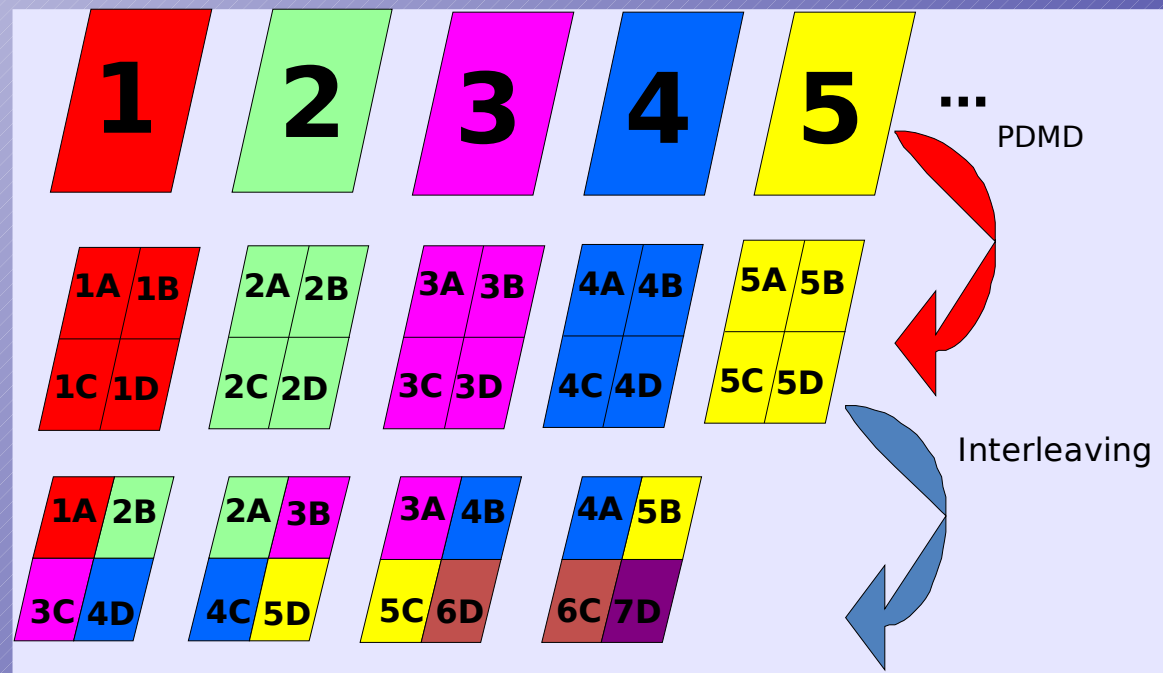 1 2 3 4 5 ...
PDMD
1A 1B 2A 2B 3A 3B 4A 4B 5A 5B
1C 1D 2C 2D 3C 3D 4C 4D 5C 5D
Interleaving
1A 2B 2A 3B 3A 4B 4A 5B
3C 4D 4C 5D 5C 6D 6C 7D